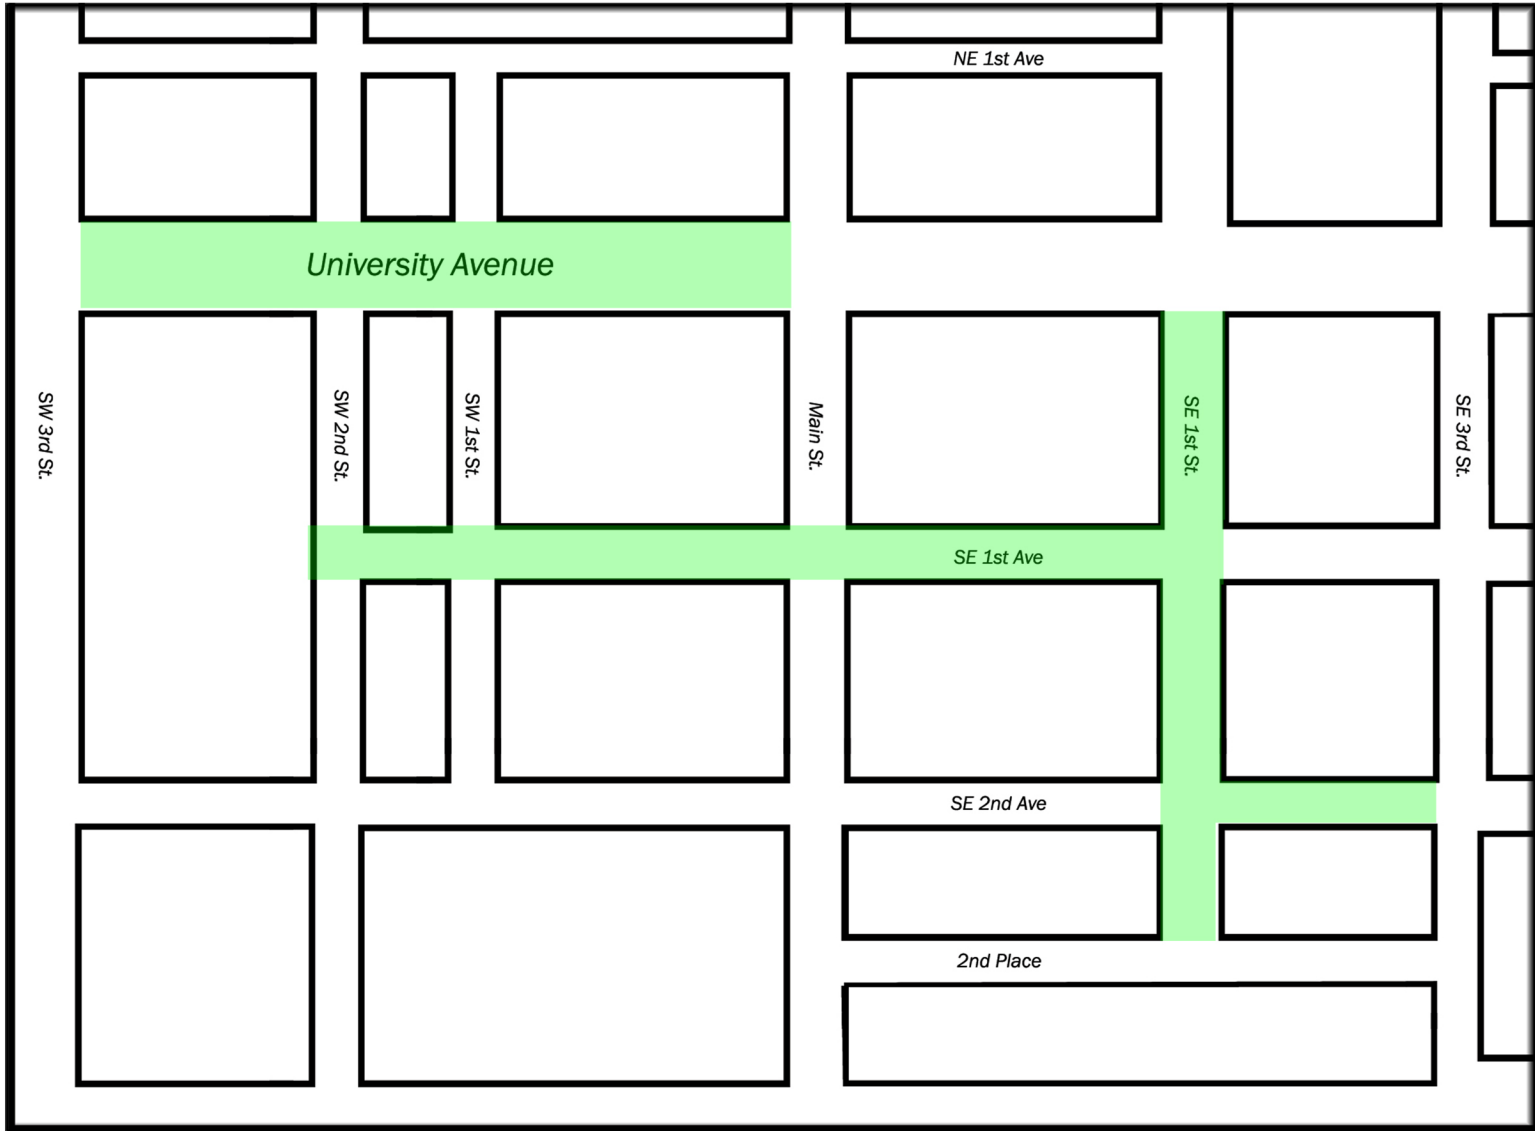 NE 1st Ave
University Avenue
SW 3rd St.
SW 2nd St.
SW 1st St.
Main St.
SE 1st St.
SE 3rd St.
SE 1st Ave
SE 2nd Ave
2nd Place